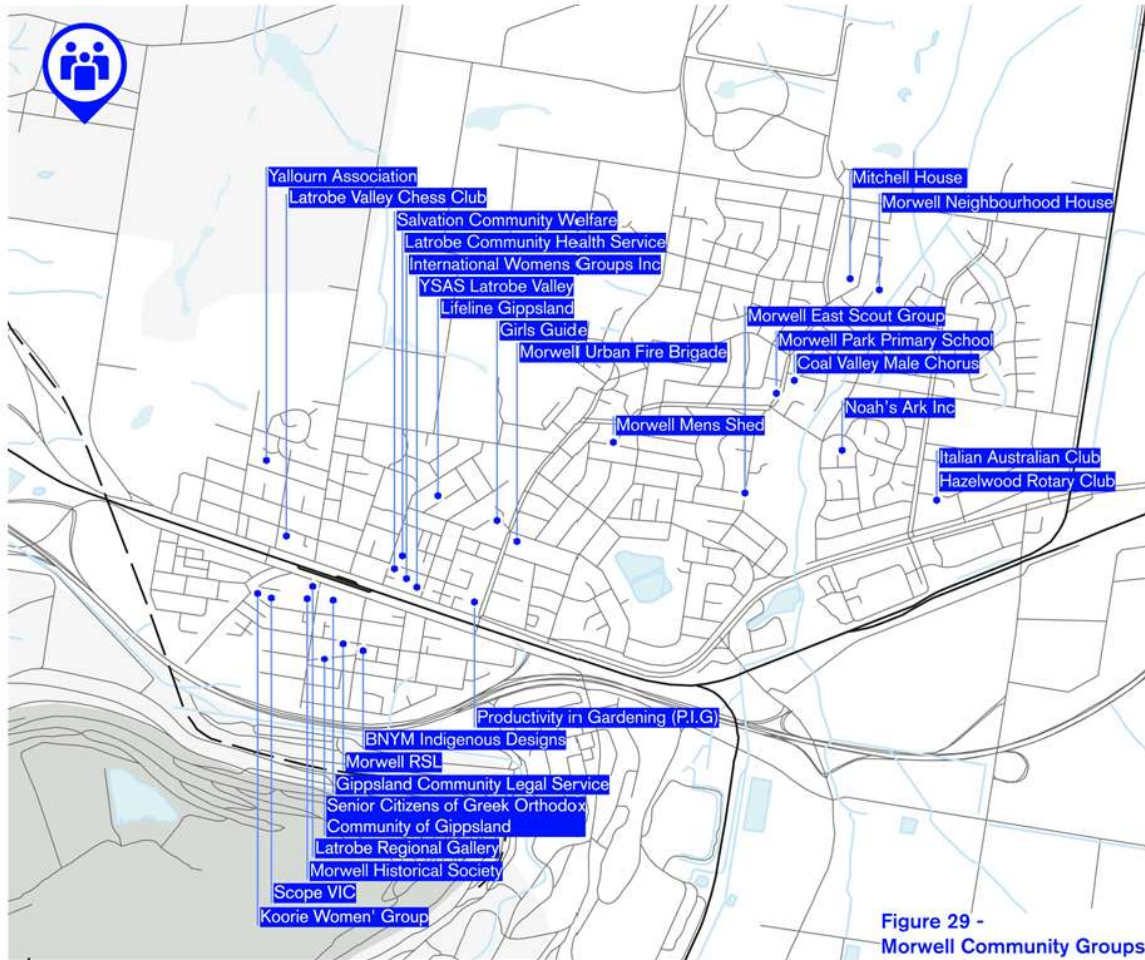 Yallourn Association
Latrobe Valley Chess Club
Salvation Community Welfare
Latrobe Community Health Service
International Womens Groups Inc
YSAS Latrobe Valley
Lifeline Gippsland
Girls Guide
Morwell Urban Fire Brigade
Mitchell House
Morwell Neighbourhood House
Morwell East Scout Group
Morwell Park Primary School
Coal Valley Male Chorus
Noah's Ark Inc
Morwell Mens Shed
Italian Australian Club
Hazelwood Rotary Club
Productivity in Gardening (P.I.G)
BNYM Indigenous Designs
Morwell RSL
Gippsland Community Legal Service
Senior Citizens of Greek Orthodox
Community of Gippsland
Latrobe Regional Gallery
Morwell Historical Society
Scope VIC
Koorie Women' Group
Figure 29 -
Morwell Community Groups